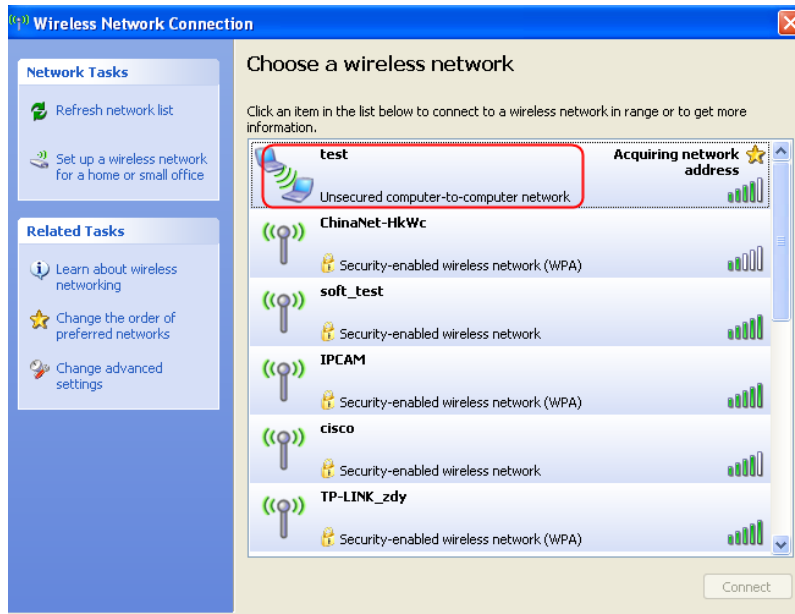 Wireless Network Connection
Network Tasks
Refresh network list
Set up a wireless network
for a home or small office
Related Tasks
Learn about wireless
networking
Change the order of
preferred networks
Change advanced
settings
Choose a wireless network
Click an item in the list below to connect to a wireless network in range or to get more
information.
test
Acquiring network
address
Unsecured computer-to-computer network
ChinaNet-HkWc
Security-enabled wireless network (WPA)
soft_test
Security-enabled wireless network
IPCAM
Security-enabled wireless network (WPA)
cisco
Security-enabled wireless network
TP-LINK_zdy
Security-enabled wireless network (WPA)
Connect